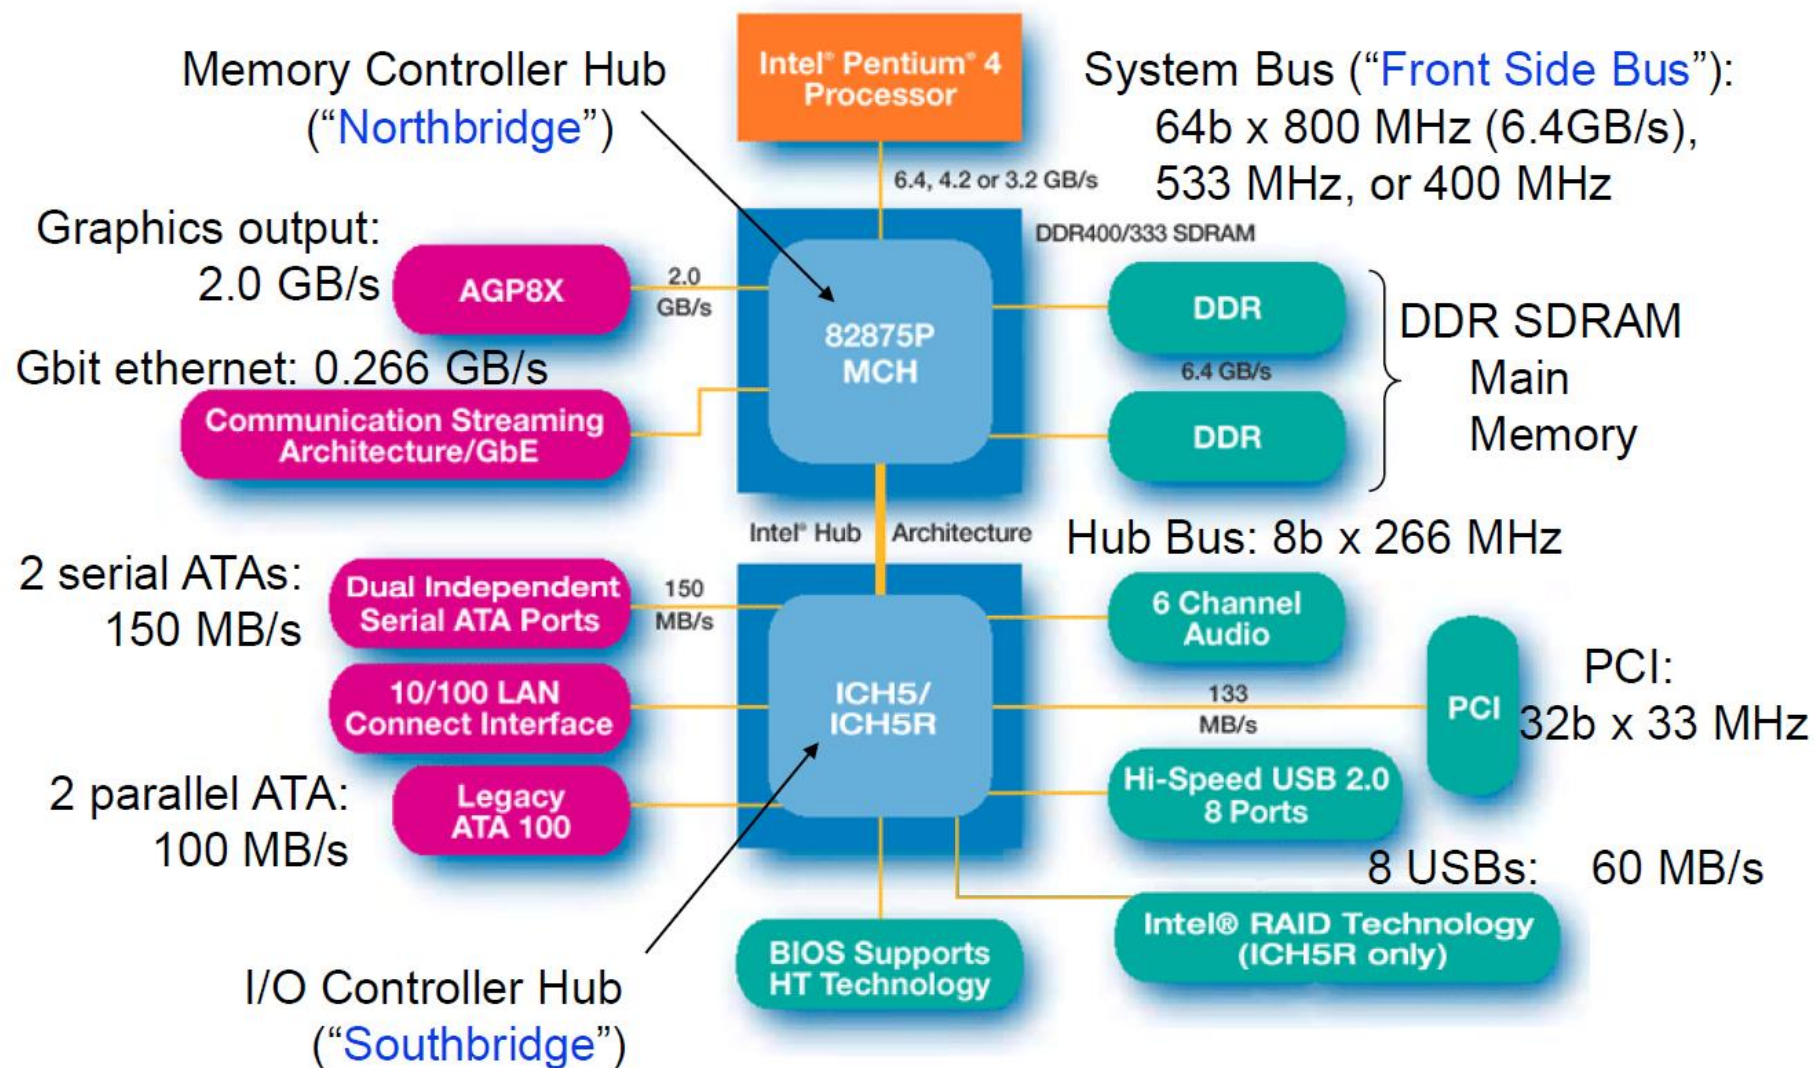 Memory Controller Hub
(“Northbridge”)
Intel® Pentium® 4
Processor
System Bus (“Front Side Bus”):
64b x 800 MHz (6.4GB/s),
533 MHz, or 400 MHz
6.4, 4.2 or 3.2 GB/s
Graphics output:
2.0 GB/s
AGP8X
2.0
GB/s
DDR400/333 SDRAM
82875P
MCH
DDR
6.4 GB/s
DDR
DDR SDRAM
Main
Memory
Gbit ethernet: 0.266 GB/s
Communication Streaming
Architecture/GbE
Intel® Hub Architecture
Hub Bus: 8b x 266 MHz
2 serial ATAs:
150 MB/s
Dual Independent
Serial ATA Ports
150
MB/s
6 Channel
Audio
10/100 LAN
Connect Interface
ICH5/
ICH5R
133
MB/s
PCI
PCI:
32b x 33 MHz
2 parallel ATA:
100 MB/s
Legacy
ATA 100
Hi-Speed USB 2.0
8 Ports
8 USBs: 60 MB/s
BIOS Supports
HT Technology
Intel® RAID Technology
(ICH5R only)
I/O Controller Hub
(“Southbridge”)